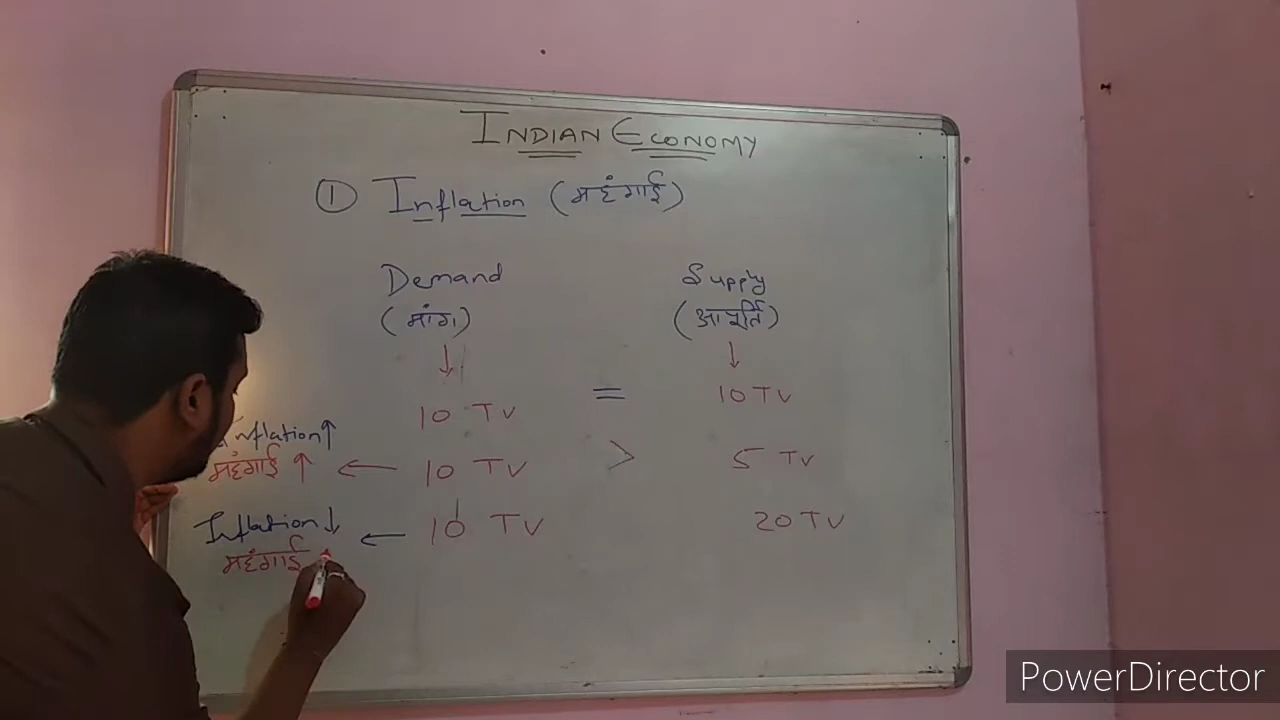 INDIAN ECONOMY
① Inflation (महंगाई)
Demand Supply
(मांग) (आपूर्ति)
↓ ↓
10 TV = 10 TV
Inflation↑
महंगाई ↑ ← 10 TV > 5 TV
Inflation↓ ← 10 TV 20 TV
महंगाई
PowerDirector